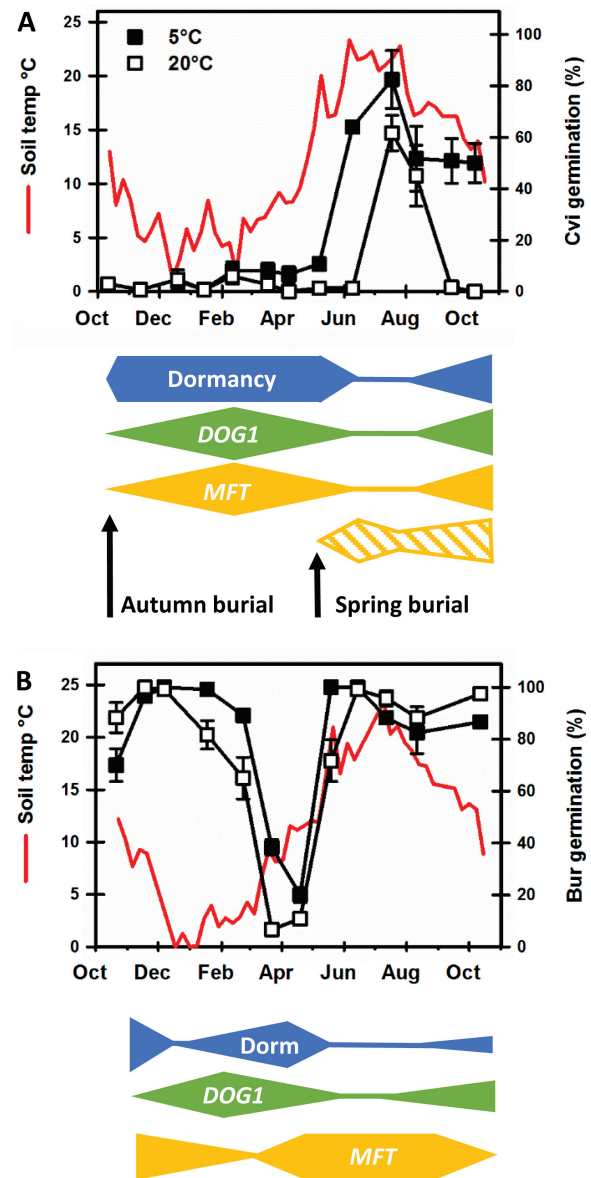 A
Soil temp °C
25
20
15
10
5
0
5°C
20°C
100
80
60
40
20
0
Cvi germination (%)
Oct Dec Feb Apr Jun Aug Oct
Dormancy
DOG1
MFT
Autumn burial Spring burial
B
Soil temp °C
25
20
15
10
5
0
100
80
60
40
20
0
Bur germination (%)
Oct Dec Feb Apr Jun Aug Oct
Dorm
DOG1
MFT